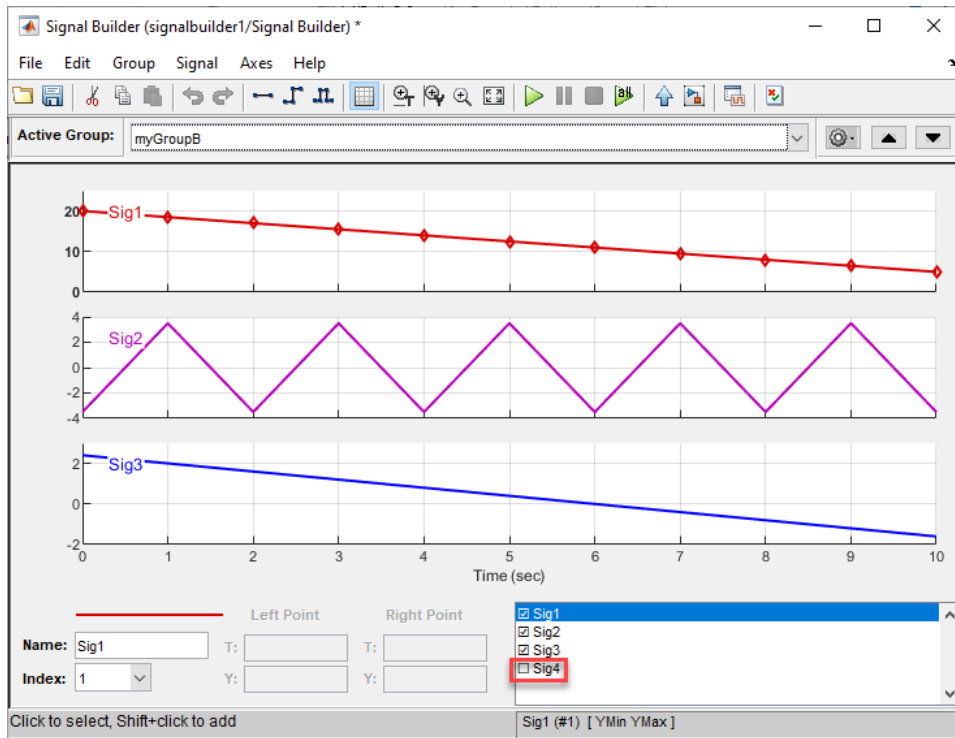 Signal Builder (signalbuilder1/Signal Builder) *
File Edit Group Signal Axes Help
Active Group: myGroupB
20 Sig1
10
0
4
2 Sig2
0
-2
-4
2 Sig3
0
-2
0 1 2 3 4 5 6 7 8 9 10
Time (sec)
Left Point Right Point
Name: Sig1 T: T:
Index: 1 Y: Y:
Sig1
Sig2
Sig3
Sig4
Click to select, Shift+click to add Sig1 (#1) [ YMin YMax ]